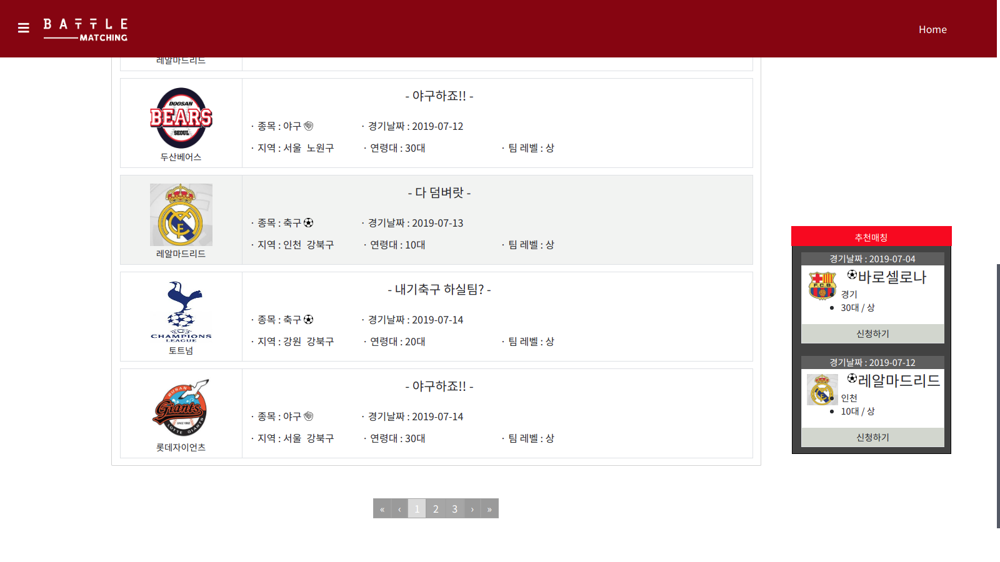 BATTLE
MATCHING
Home
레알마드리드
DOOSAN
BEARS
SEOUL
두산베어스
- 야구하죠!! -
· 종목 : 야구
· 경기날짜 : 2019-07-12
· 지역 : 서울 노원구
· 연령대 : 30대
· 팀 레벨 : 상
레알마드리드
- 다 덤벼랏 -
· 종목 : 축구
· 경기날짜 : 2019-07-13
· 지역 : 인천 강북구
· 연령대 : 10대
· 팀 레벨 : 상
CHAMPIONS
LEAGUE
토트넘
- 내기축구 하실팀? -
· 종목 : 축구
· 경기날짜 : 2019-07-14
· 지역 : 강원 강북구
· 연령대 : 20대
· 팀 레벨 : 상
BUSAN
Giants
LOTTE GIANTS
롯데자이언츠
- 야구하죠!! -
· 종목 : 야구
· 경기날짜 : 2019-07-14
· 지역 : 서울 강북구
· 연령대 : 30대
· 팀 레벨 : 상
« ‹ 1 2 3 › »
추천매칭
경기날짜 : 2019-07-04
F.C.B.
바로셀로나
• 경기
• 30대 / 상
신청하기
경기날짜 : 2019-07-12
레알마드리드
• 인천
• 10대 / 상
신청하기